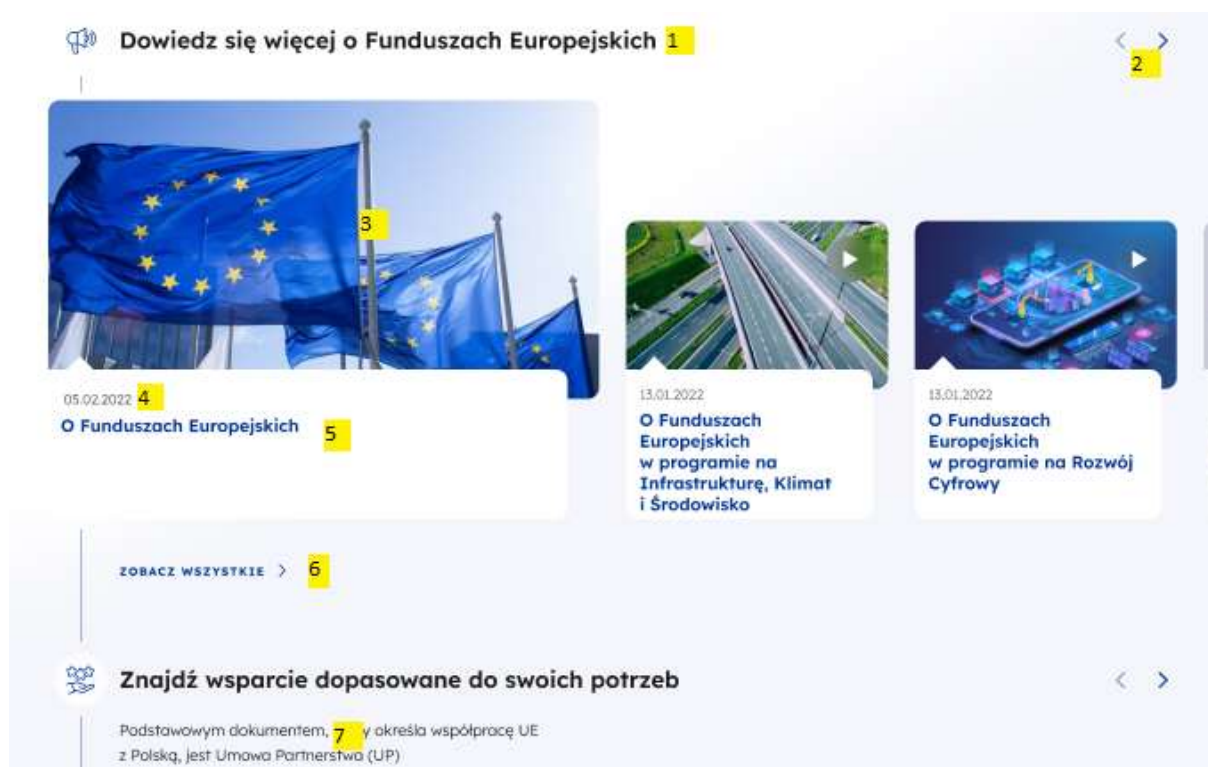 Dowiedz się więcej o Funduszach Europejskich 1
2
3
05.02.2022 4
O Funduszach Europejskich 5
13.01.2022
O Funduszach
Europejskich
w programie na
Infrastrukturę, Klimat
i Środowisko
13.01.2022
O Funduszach
Europejskich
w programie na Rozwój
Cyfrowy
ZOBACZ WSZYSTKIE > 6
Znajdź wsparcie dopasowane do swoich potrzeb
Podstawowym dokumentem, 7 y określa współpracę UE
z Polską, jest Umowa Partnerstwa (UP)